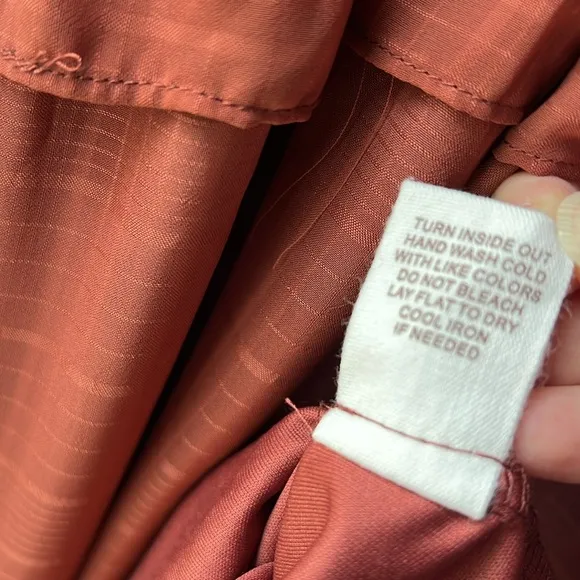 TURN INSIDE OUT
HAND WASH COLD
WITH LIKE COLORS
DO NOT BLEACH
LAY FLAT TO DRY
COOL IRON
IF NEEDED